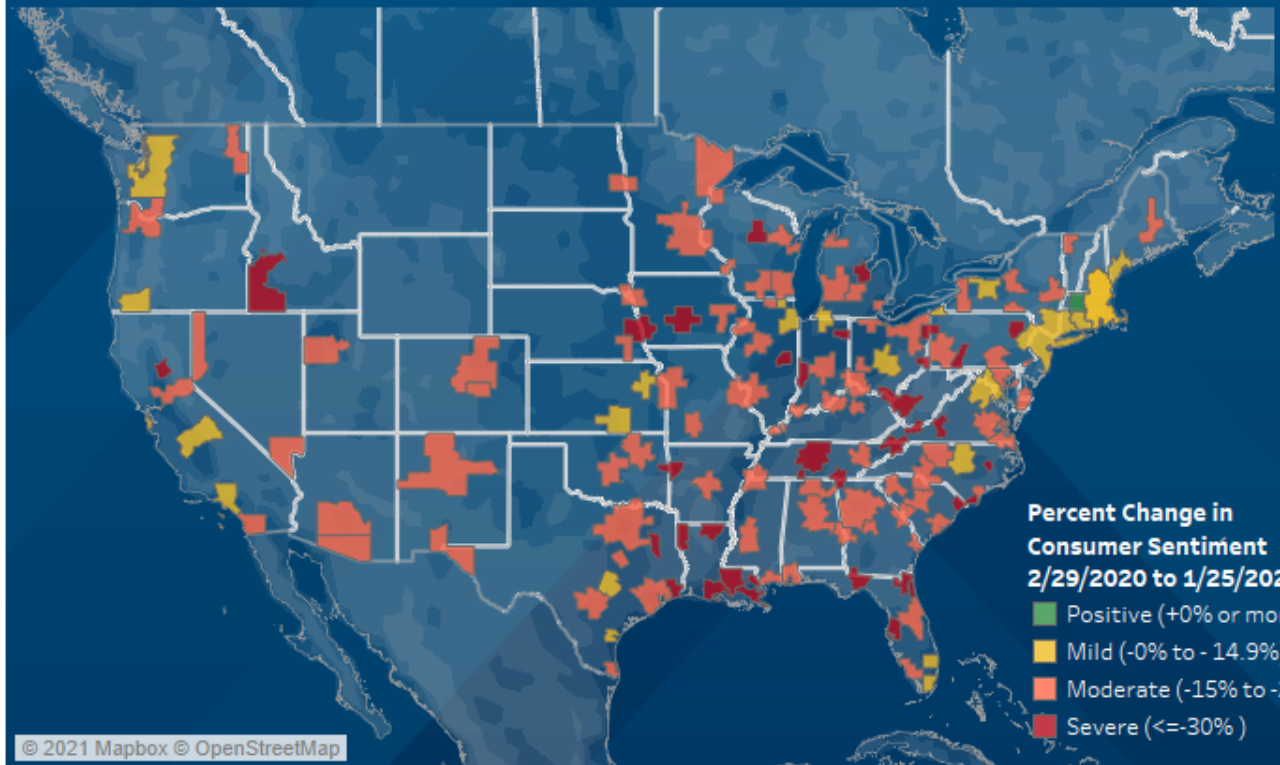 Percent Change in
Consumer Sentiment
2/29/2020 to 1/25/202
Positive (+0% or mor
Mild (-0% to - 14.9%
Moderate (-15% to -
Severe (<=-30% )
© 2021 Mapbox © OpenStreetMap